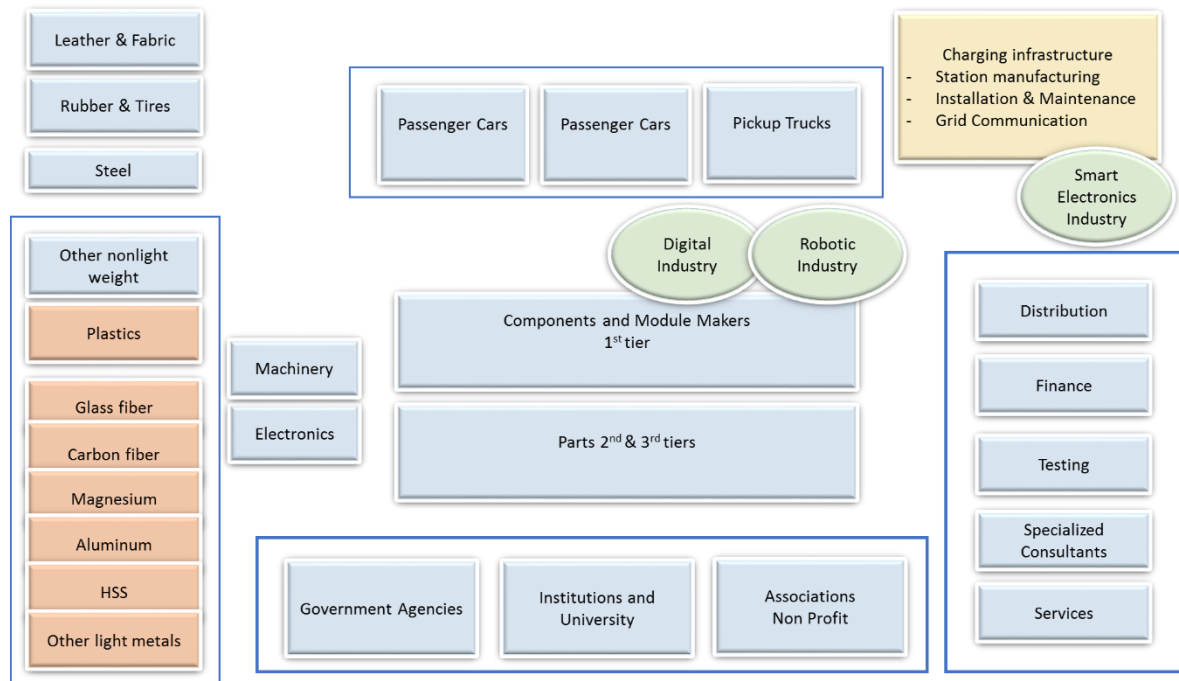 Leather & Fabric
Rubber & Tires
Steel
Passenger Cars
Passenger Cars
Pickup Trucks
Charging infrastructure
- Station manufacturing
- Installation & Maintenance
- Grid Communication
Smart
Electronics
Industry
Digital
Industry
Robotic
Industry
Other nonlight
weight
Plastics
Glass fiber
Carbon fiber
Magnesium
Aluminum
HSS
Other light metals
Machinery
Electronics
Components and Module Makers
1st tier
Parts 2nd & 3rd tiers
Distribution
Finance
Testing
Specialized
Consultants
Services
Government Agencies
Institutions and
University
Associations
Non Profit